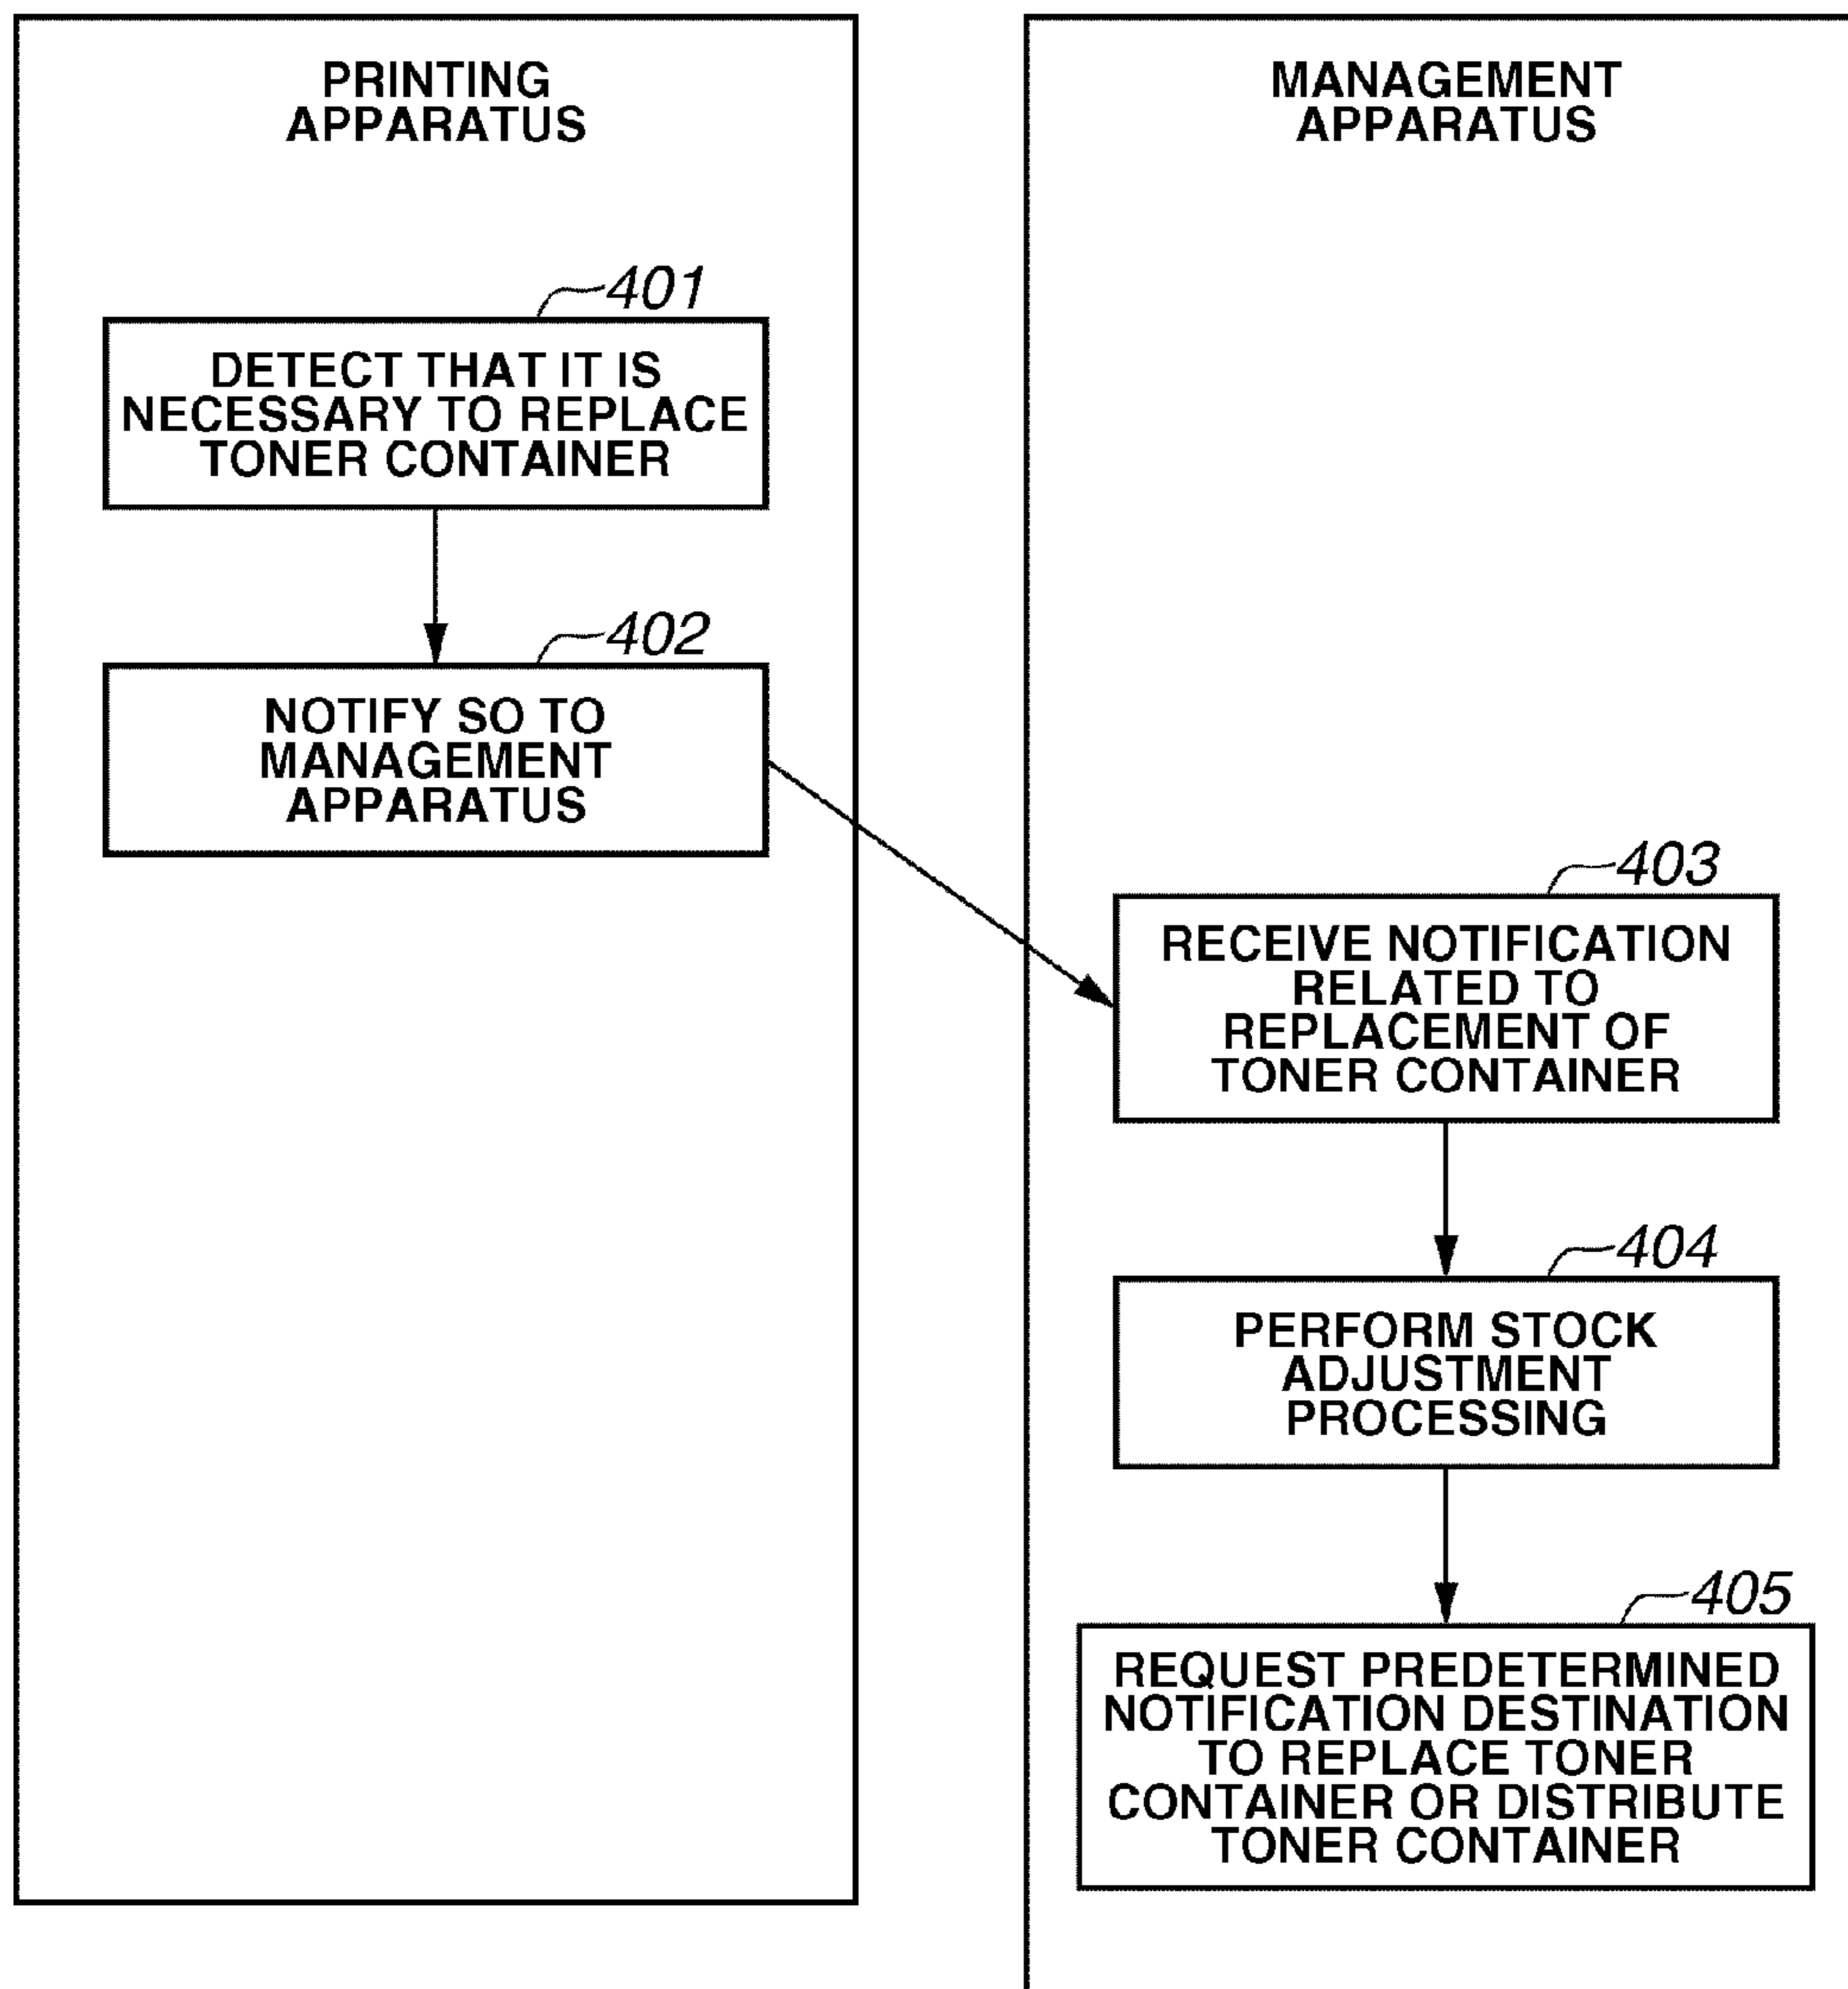 PRINTING
APPARATUS
401
DETECT THAT IT IS
NECESSARY TO REPLACE
TONER CONTAINER
402
NOTIFY SO TO
MANAGEMENT
APPARATUS
MANAGEMENT
APPARATUS
403
RECEIVE NOTIFICATION
RELATED TO
REPLACEMENT OF
TONER CONTAINER
404
PERFORM STOCK
ADJUSTMENT
PROCESSING
405
REQUEST PREDETERMINED
NOTIFICATION DESTINATION
TO REPLACE TONER
CONTAINER OR DISTRIBUTE
TONER CONTAINER